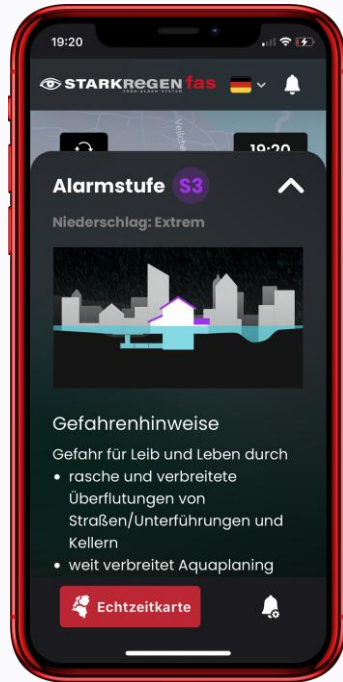 19:20
STARKREGEN fas
19:20
Alarmstufe S3
Niederschlag: Extrem
Gefahrenhinweise
Gefahr für Leib und Leben durch
• rasche und verbreitete
Überflutungen von
Straßen/Unterführungen und
Kellern
• weit verbreitet Aquaplaning
Echtzeitkarte